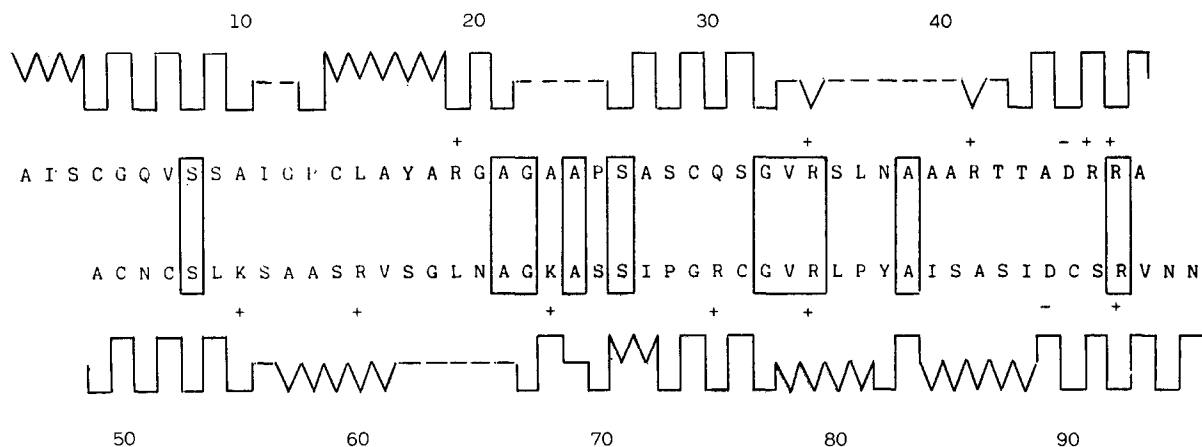 10 20 30 40
+ + + - + +
A I S C G Q V S S A I G P C L A Y A R G A G A A P S A S C Q S G V R S L N A A A R T T A D R R A
A C N C S L K S A A S R V S G L N A G K A S S I P G R C G V R L P Y A I S A S I D C S R V N N
+ + + + + - +
50 60 70 80 90